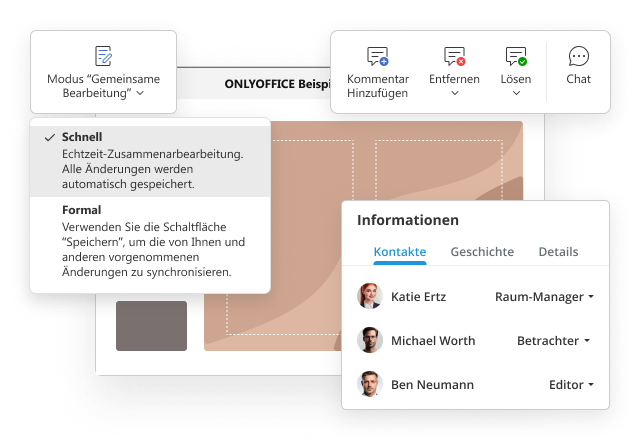 Modus “Gemeinsame
Bearbeitung”
ONLYOFFICE
Kommentar
Hinzufügen
Entfernen
Lösen
Chat
Schnell
Echtzeit-Zusammenarbearbeitung.
Alle Änderungen werden
automatisch gespeichert.
Formal
Verwenden Sie die Schaltfläche
“Speichern”, um die von Ihnen und
anderen vorgenommenen
Änderungen zu synchronisieren.
Informationen
Kontakte Geschichte Details
Katie Ertz Raum-Manager
Michael Worth Betrachter
Ben Neumann Editor